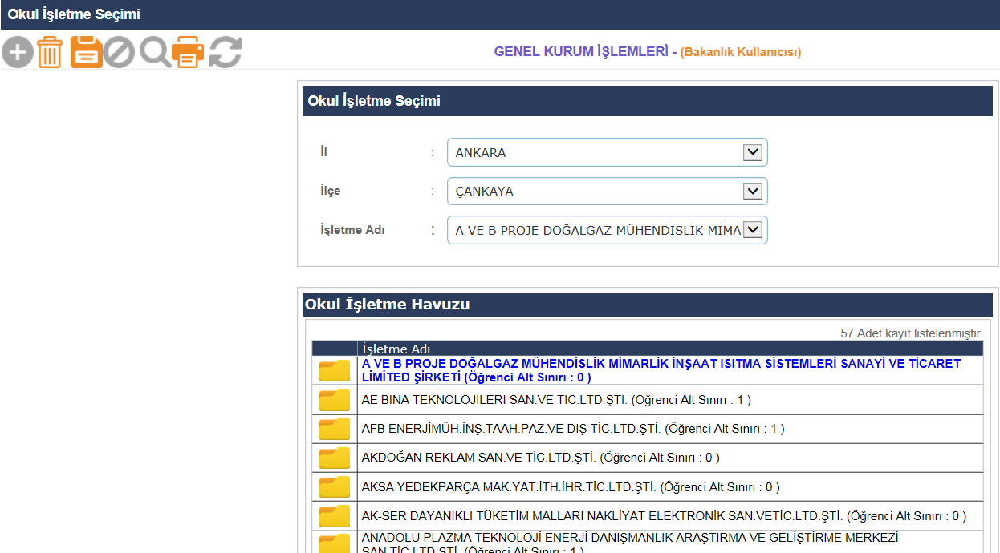 Okul İşletme Seçimi
GENEL KURUM İŞLEMLERİ - (Bakanlık Kullanıcısı)
Okul İşletme Seçimi
İl : ANKARA
İlçe : ÇANKAYA
İşletme Adı : A VE B PROJE DOĞALGAZ MÜHENDİSLİK MİMA
Okul İşletme Havuzu
57 Adet kayıt listelenmiştir.
İşletme Adı
A VE B PROJE DOĞALGAZ MÜHENDİSLİK MİMARLİK İNŞAAT ISITMA SİSTEMLERİ SANAYİ VE TİCARET
LİMİTED ŞİRKETİ (Öğrenci Alt Sınırı : 0 )
AE BİNA TEKNOLOJİLERİ SAN.VE TİC.LTD.ŞTİ. (Öğrenci Alt Sınırı : 1 )
AFB ENERJİMÜH.İNŞ.TAAH.PAZ.VE DIŞ TİC.LTD.ŞTİ. (Öğrenci Alt Sınırı : 1 )
AKDOĞAN REKLAM SAN.VE TİC.LTD.ŞTİ. (Öğrenci Alt Sınırı : 0 )
AKSA YEDEKPARÇA MAK.YAT.İTH.İHR.TİC.LTD.ŞTİ. (Öğrenci Alt Sınırı : 0 )
AK-SER DAYANIKLI TÜKETİM MALLARI NAKLİYAT ELEKTRONİK SAN.VETİC.LTD.ŞTİ. (Öğrenci Alt Sınırı : 0 )
ANADOLU PLAZMA TEKNOLOJİ ENERJİ DANIŞMANLIK ARAŞTIRMA VE GELİŞTİRME MERKEZİ
SAN.TİC.LTD.ŞTİ. (Öğrenci Alt Sınırı : 1 )